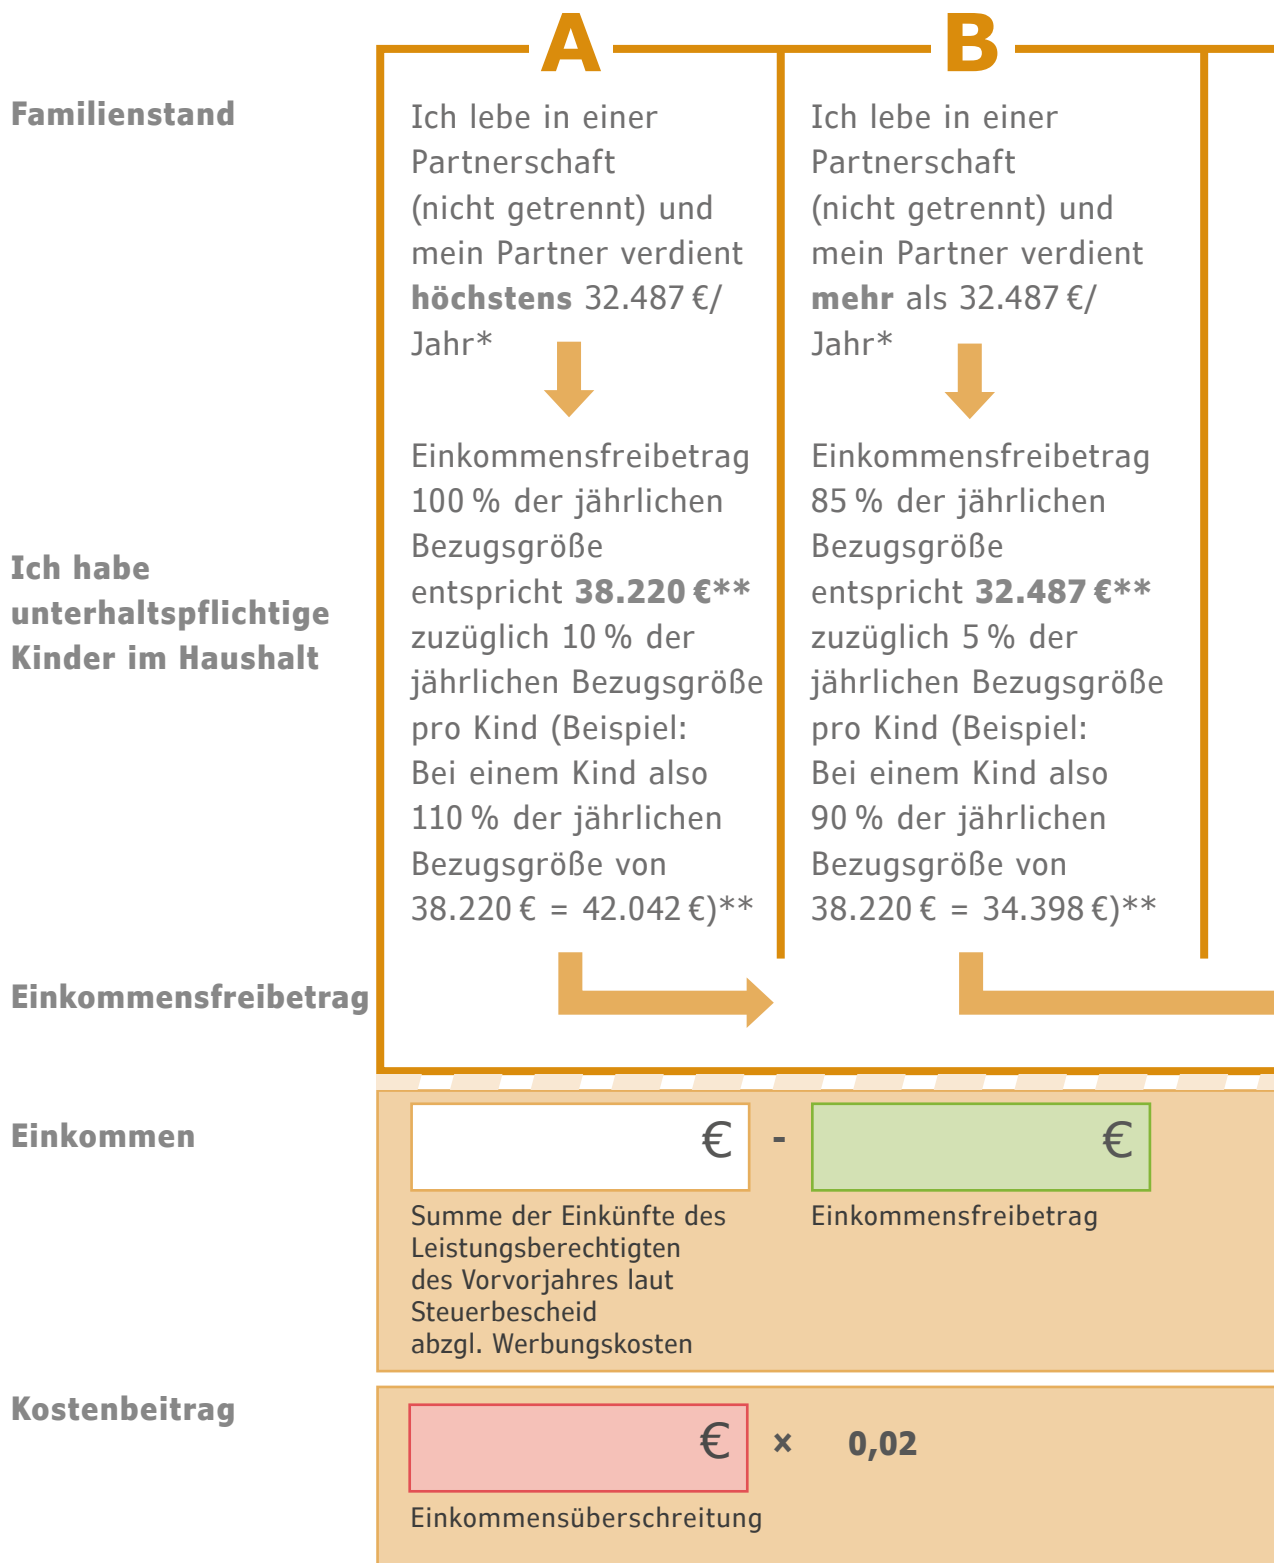 A
B
Familienstand
Ich lebe in einer
Partnerschaft
(nicht getrennt) und
mein Partner verdient
höchstens 32.487 €/
Jahr*
Ich lebe in einer
Partnerschaft
(nicht getrennt) und
mein Partner verdient
mehr als 32.487 €/
Jahr*
Ich habe
unterhaltspflichtige
Kinder im Haushalt
Einkommensfreibetrag
100 % der jährlichen
Bezugsgröße
entspricht 38.220 €**
zuzüglich 10 % der
jährlichen Bezugsgröße
pro Kind (Beispiel:
Bei einem Kind also
110 % der jährlichen
Bezugsgröße von
38.220 € = 42.042 €)**
Einkommensfreibetrag
85 % der jährlichen
Bezugsgröße
entspricht 32.487 €**
zuzüglich 5 % der
jährlichen Bezugsgröße
pro Kind (Beispiel:
Bei einem Kind also
90 % der jährlichen
Bezugsgröße von
38.220 € = 34.398 €)**
Einkommensfreibetrag
Einkommen
€ - €
Summe der Einkünfte des
Leistungsberechtigten
des Vorvorjahres laut
Steuerbescheid
abzgl. Werbungskosten
Einkommensfreibetrag
Kostenbeitrag
€ × 0,02
Einkommensüberschreitung